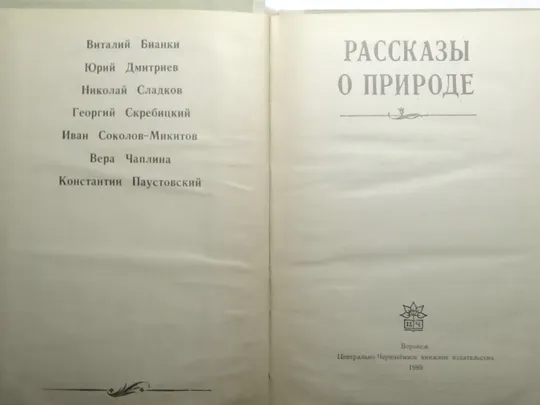 Виталий Бианки
Юрий Дмитриев
Николай Сладков
Георгий Скребицкий
Иван Соколов-Микитов
Вера Чаплина
Константин Паустовский
РАССКАЗЫ
О ПРИРОДЕ
ЦЧ
Воронеж
Центрально-Черноземное книжное издательство